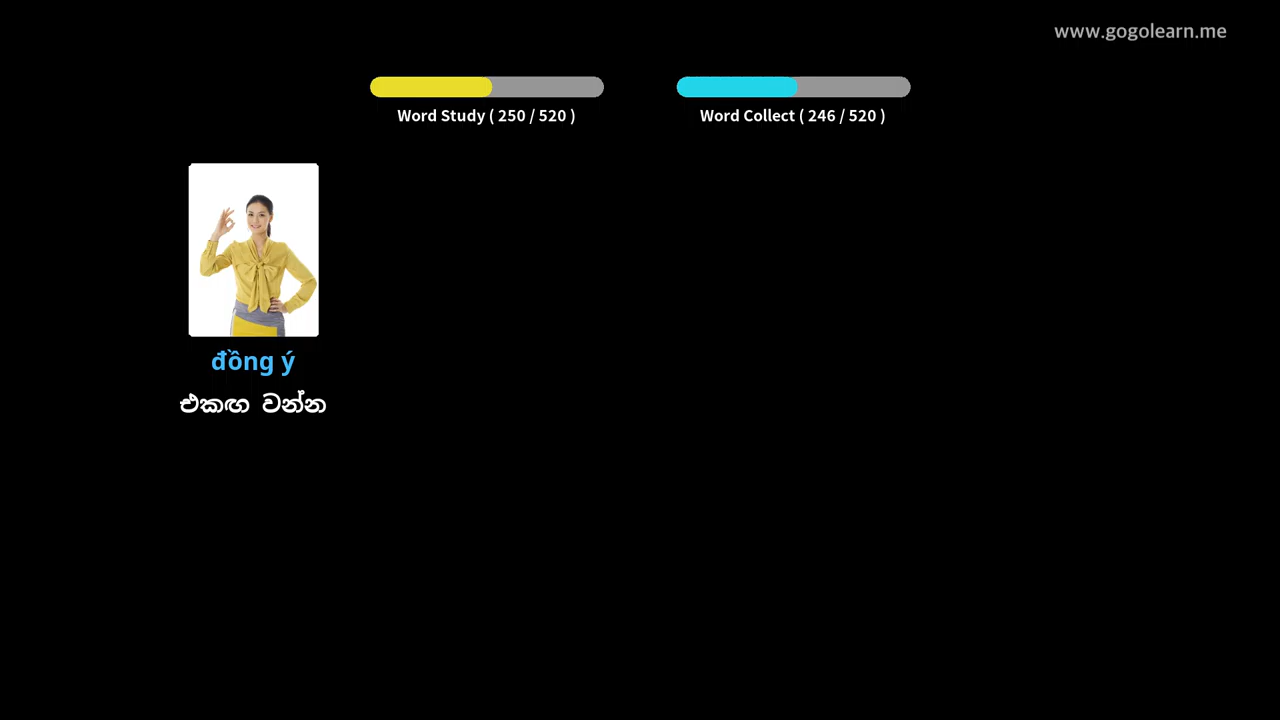 www.gogolearn.me
Word Study ( 250 / 520 )
Word Collect ( 246 / 520 )
đồng ý
එකඟ වන්න